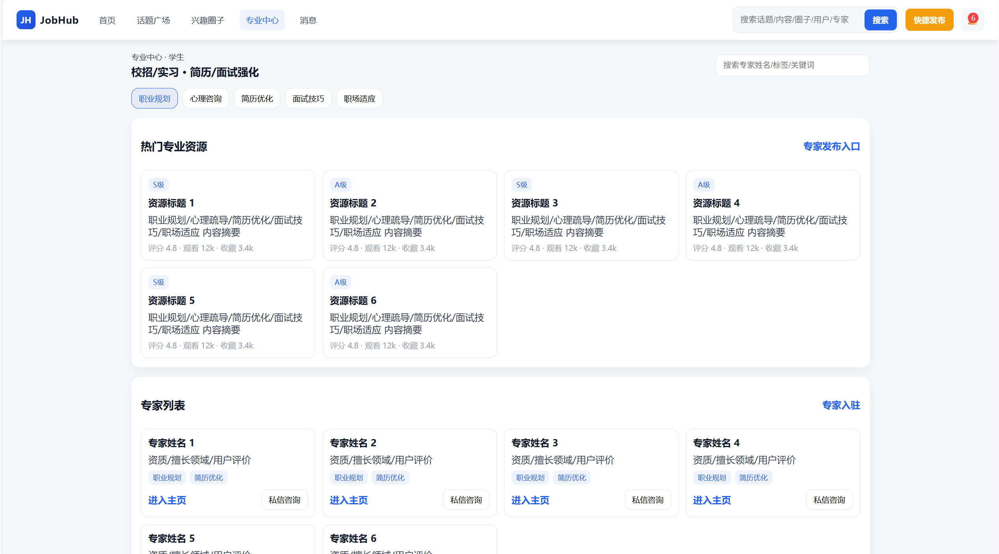 JH JobHub 首页 话题广场 兴趣圈子 专业中心 消息 搜索话题/内容/圈子/用户/专家 搜索 快捷发布 6
专业中心 · 学生
校招/实习 • 简历/面试强化
搜索专家姓名/标签/关键词
职业规划 心理咨询 简历优化 面试技巧 职场适应
热门专业资源 专家发布入口
S级
资源标题 1
职业规划/心理疏导/简历优化/面试技
巧/职场适应 内容摘要
评分 4.8 · 观看 12k · 收藏 3.4k
A级
资源标题 2
职业规划/心理疏导/简历优化/面试技
巧/职场适应 内容摘要
评分 4.8 · 观看 12k · 收藏 3.4k
S级
资源标题 3
职业规划/心理疏导/简历优化/面试技
巧/职场适应 内容摘要
评分 4.8 · 观看 12k · 收藏 3.4k
A级
资源标题 4
职业规划/心理疏导/简历优化/面试技
巧/职场适应 内容摘要
评分 4.8 · 观看 12k · 收藏 3.4k
S级
资源标题 5
职业规划/心理疏导/简历优化/面试技
巧/职场适应 内容摘要
评分 4.8 · 观看 12k · 收藏 3.4k
A级
资源标题 6
职业规划/心理疏导/简历优化/面试技
巧/职场适应 内容摘要
评分 4.8 · 观看 12k · 收藏 3.4k
专家列表 专家入驻
专家姓名 1
资质/擅长领域/用户评价
职业规划 简历优化
进入主页 私信咨询
专家姓名 2
资质/擅长领域/用户评价
职业规划 简历优化
进入主页 私信咨询
专家姓名 3
资质/擅长领域/用户评价
职业规划 简历优化
进入主页 私信咨询
专家姓名 4
资质/擅长领域/用户评价
职业规划 简历优化
进入主页 私信咨询
专家姓名 5
资质/擅长领域/用户评价
专家姓名 6
资质/擅长领域/用户评价